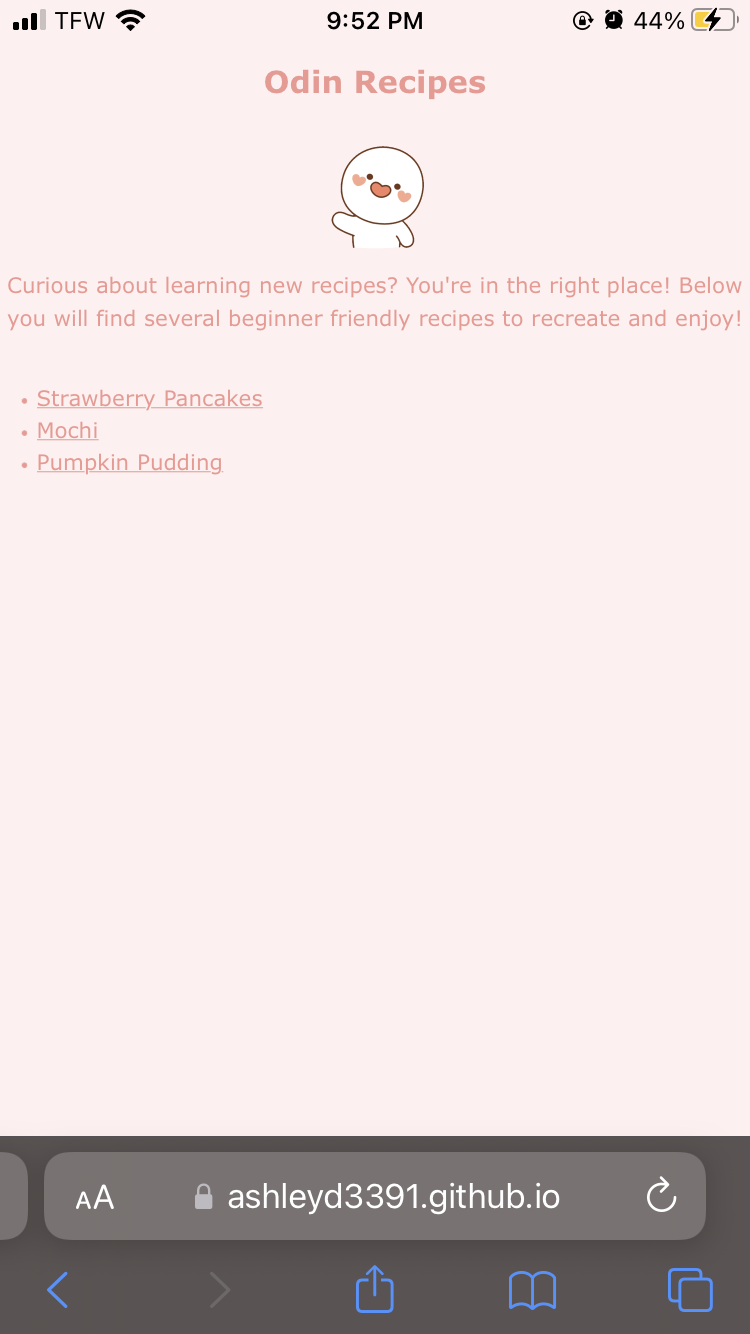 TFW 9:52 PM 44%
Odin Recipes
Curious about learning new recipes? You're in the right place! Below
you will find several beginner friendly recipes to recreate and enjoy!
• Strawberry Pancakes
• Mochi
• Pumpkin Pudding
AA ashleyd3391.github.io